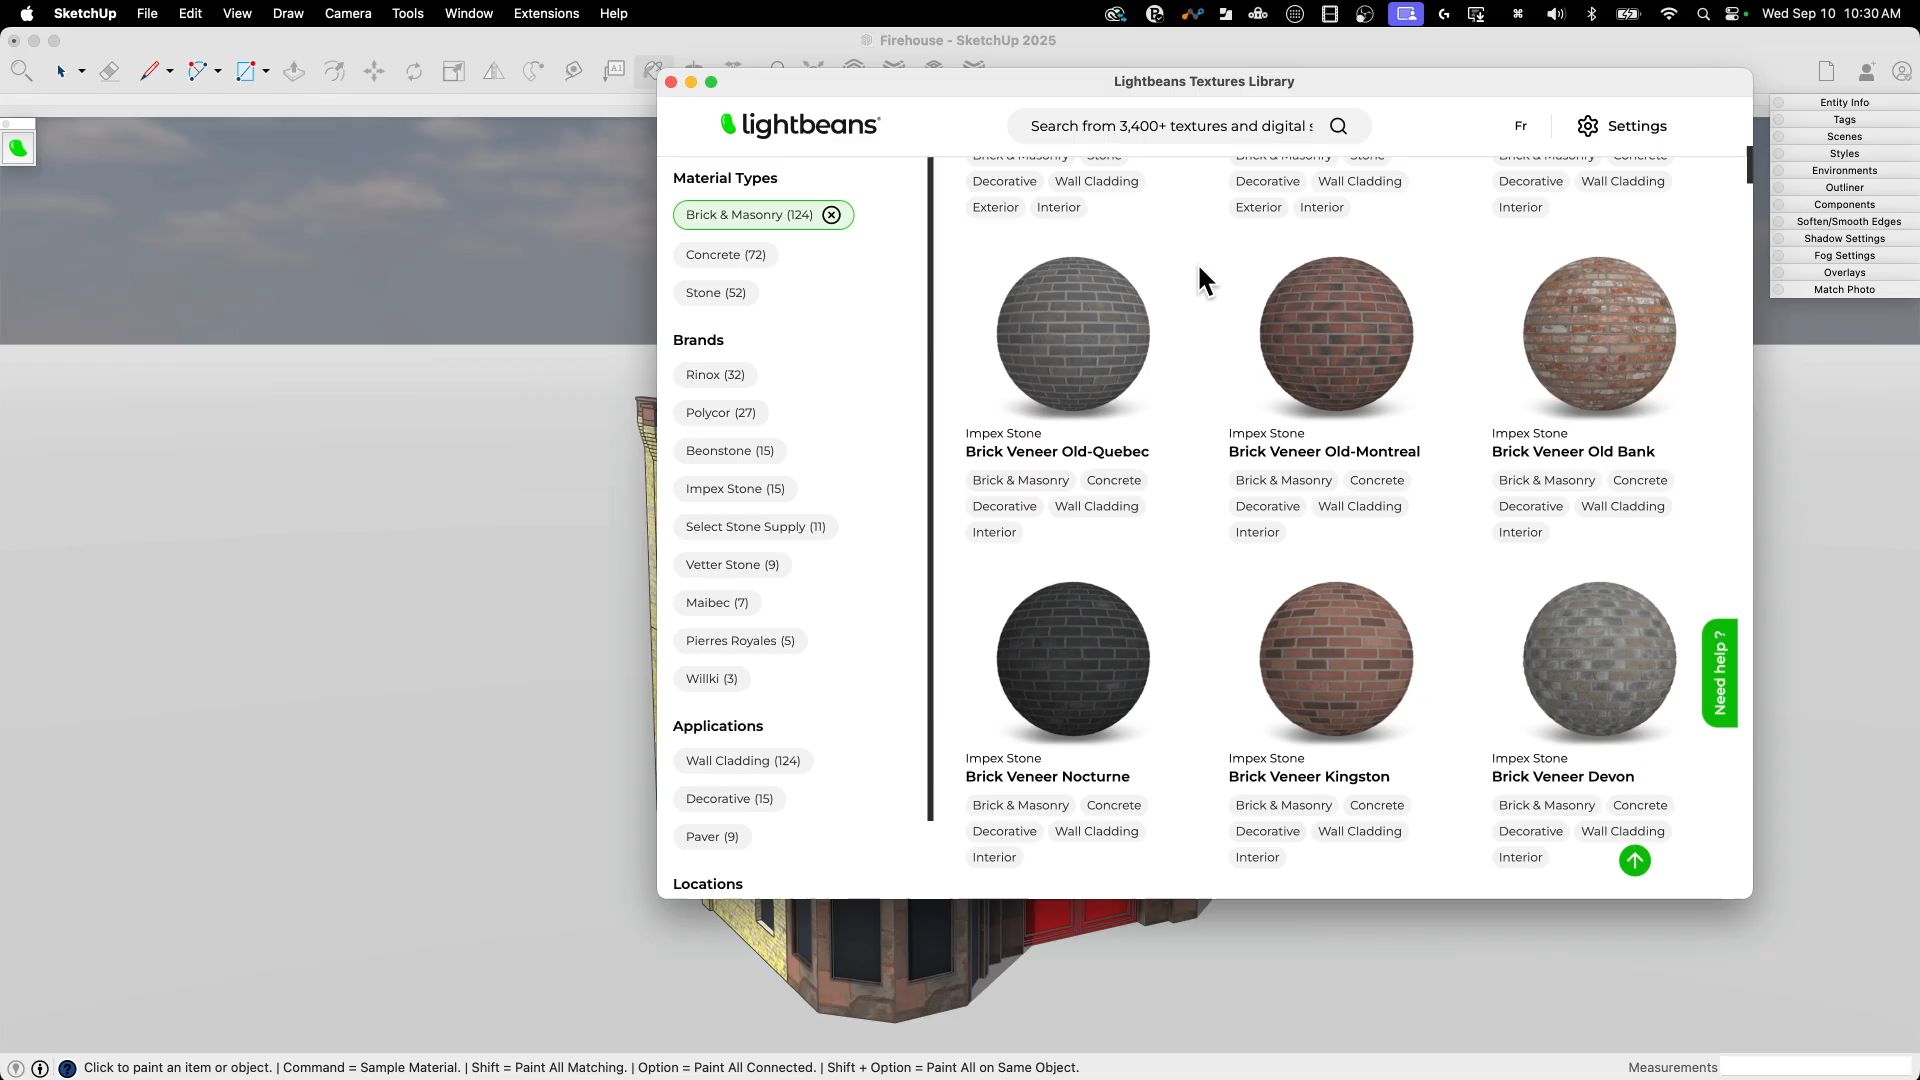 SketchUp File Edit View Draw Camera Tools Window Extensions Help
Wed Sep 10 10:30 AM
Firehouse - SketchUp 2025
A1
Lightbeans Textures Library
lightbeans®
Search from 3,400+ textures and digital
Fr
Settings
Material Types
Brick & Masonry (124)
Concrete (72)
Stone (52)
Brands
Rinox (32)
Polycor (27)
Beonstone (15)
Impex Stone (15)
Select Stone Supply (11)
Vetter Stone (9)
Maibec (7)
Pierres Royales (5)
Willki (3)
Applications
Wall Cladding (124)
Decorative (15)
Paver (9)
Locations
Brick & Masonry Stone Brick & Masonry Stone Brick & Masonry Concrete
Decorative Wall Cladding Decorative Wall Cladding Decorative Wall Cladding
Exterior Interior Exterior Interior Interior
Impex Stone Impex Stone Impex Stone
Brick Veneer Old-Quebec Brick Veneer Old-Montreal Brick Veneer Old Bank
Brick & Masonry Concrete Brick & Masonry Concrete Brick & Masonry Concrete
Decorative Wall Cladding Decorative Wall Cladding Decorative Wall Cladding
Interior Interior Interior
Impex Stone Impex Stone Impex Stone
Brick Veneer Nocturne Brick Veneer Kingston Brick Veneer Devon
Brick & Masonry Concrete Brick & Masonry Concrete Brick & Masonry Concrete
Decorative Wall Cladding Decorative Wall Cladding Decorative Wall Cladding
Interior Interior Interior
Need help ?
Entity Info
Tags
Scenes
Styles
Environments
Outliner
Components
Soften/Smooth Edges
Shadow Settings
Fog Settings
Overlays
Match Photo
Click to paint an item or object. | Command = Sample Material. | Shift = Paint All Matching. | Option = Paint All Connected. | Shift + Option = Paint All on Same Object.
Measurements